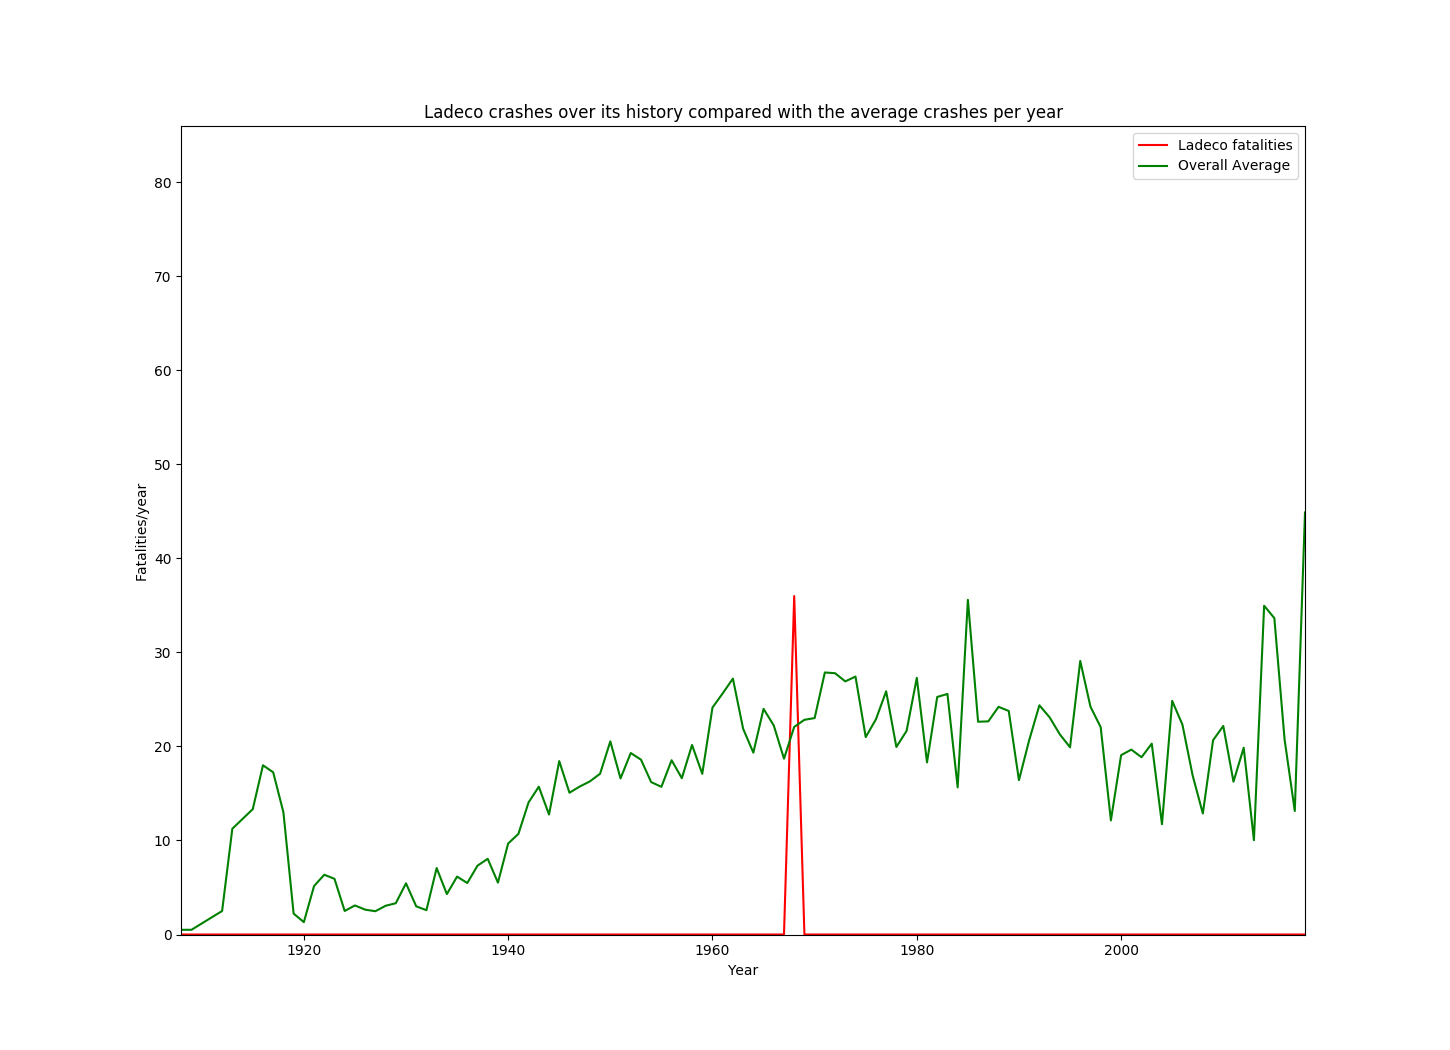 Ladeco crashes over its history compared with the average crashes per year
Ladeco fatalities
Overall Average
80
70
60
50
40
30
20
10
0
Fatalities/year
1920 1940 1960 1980 2000
Year